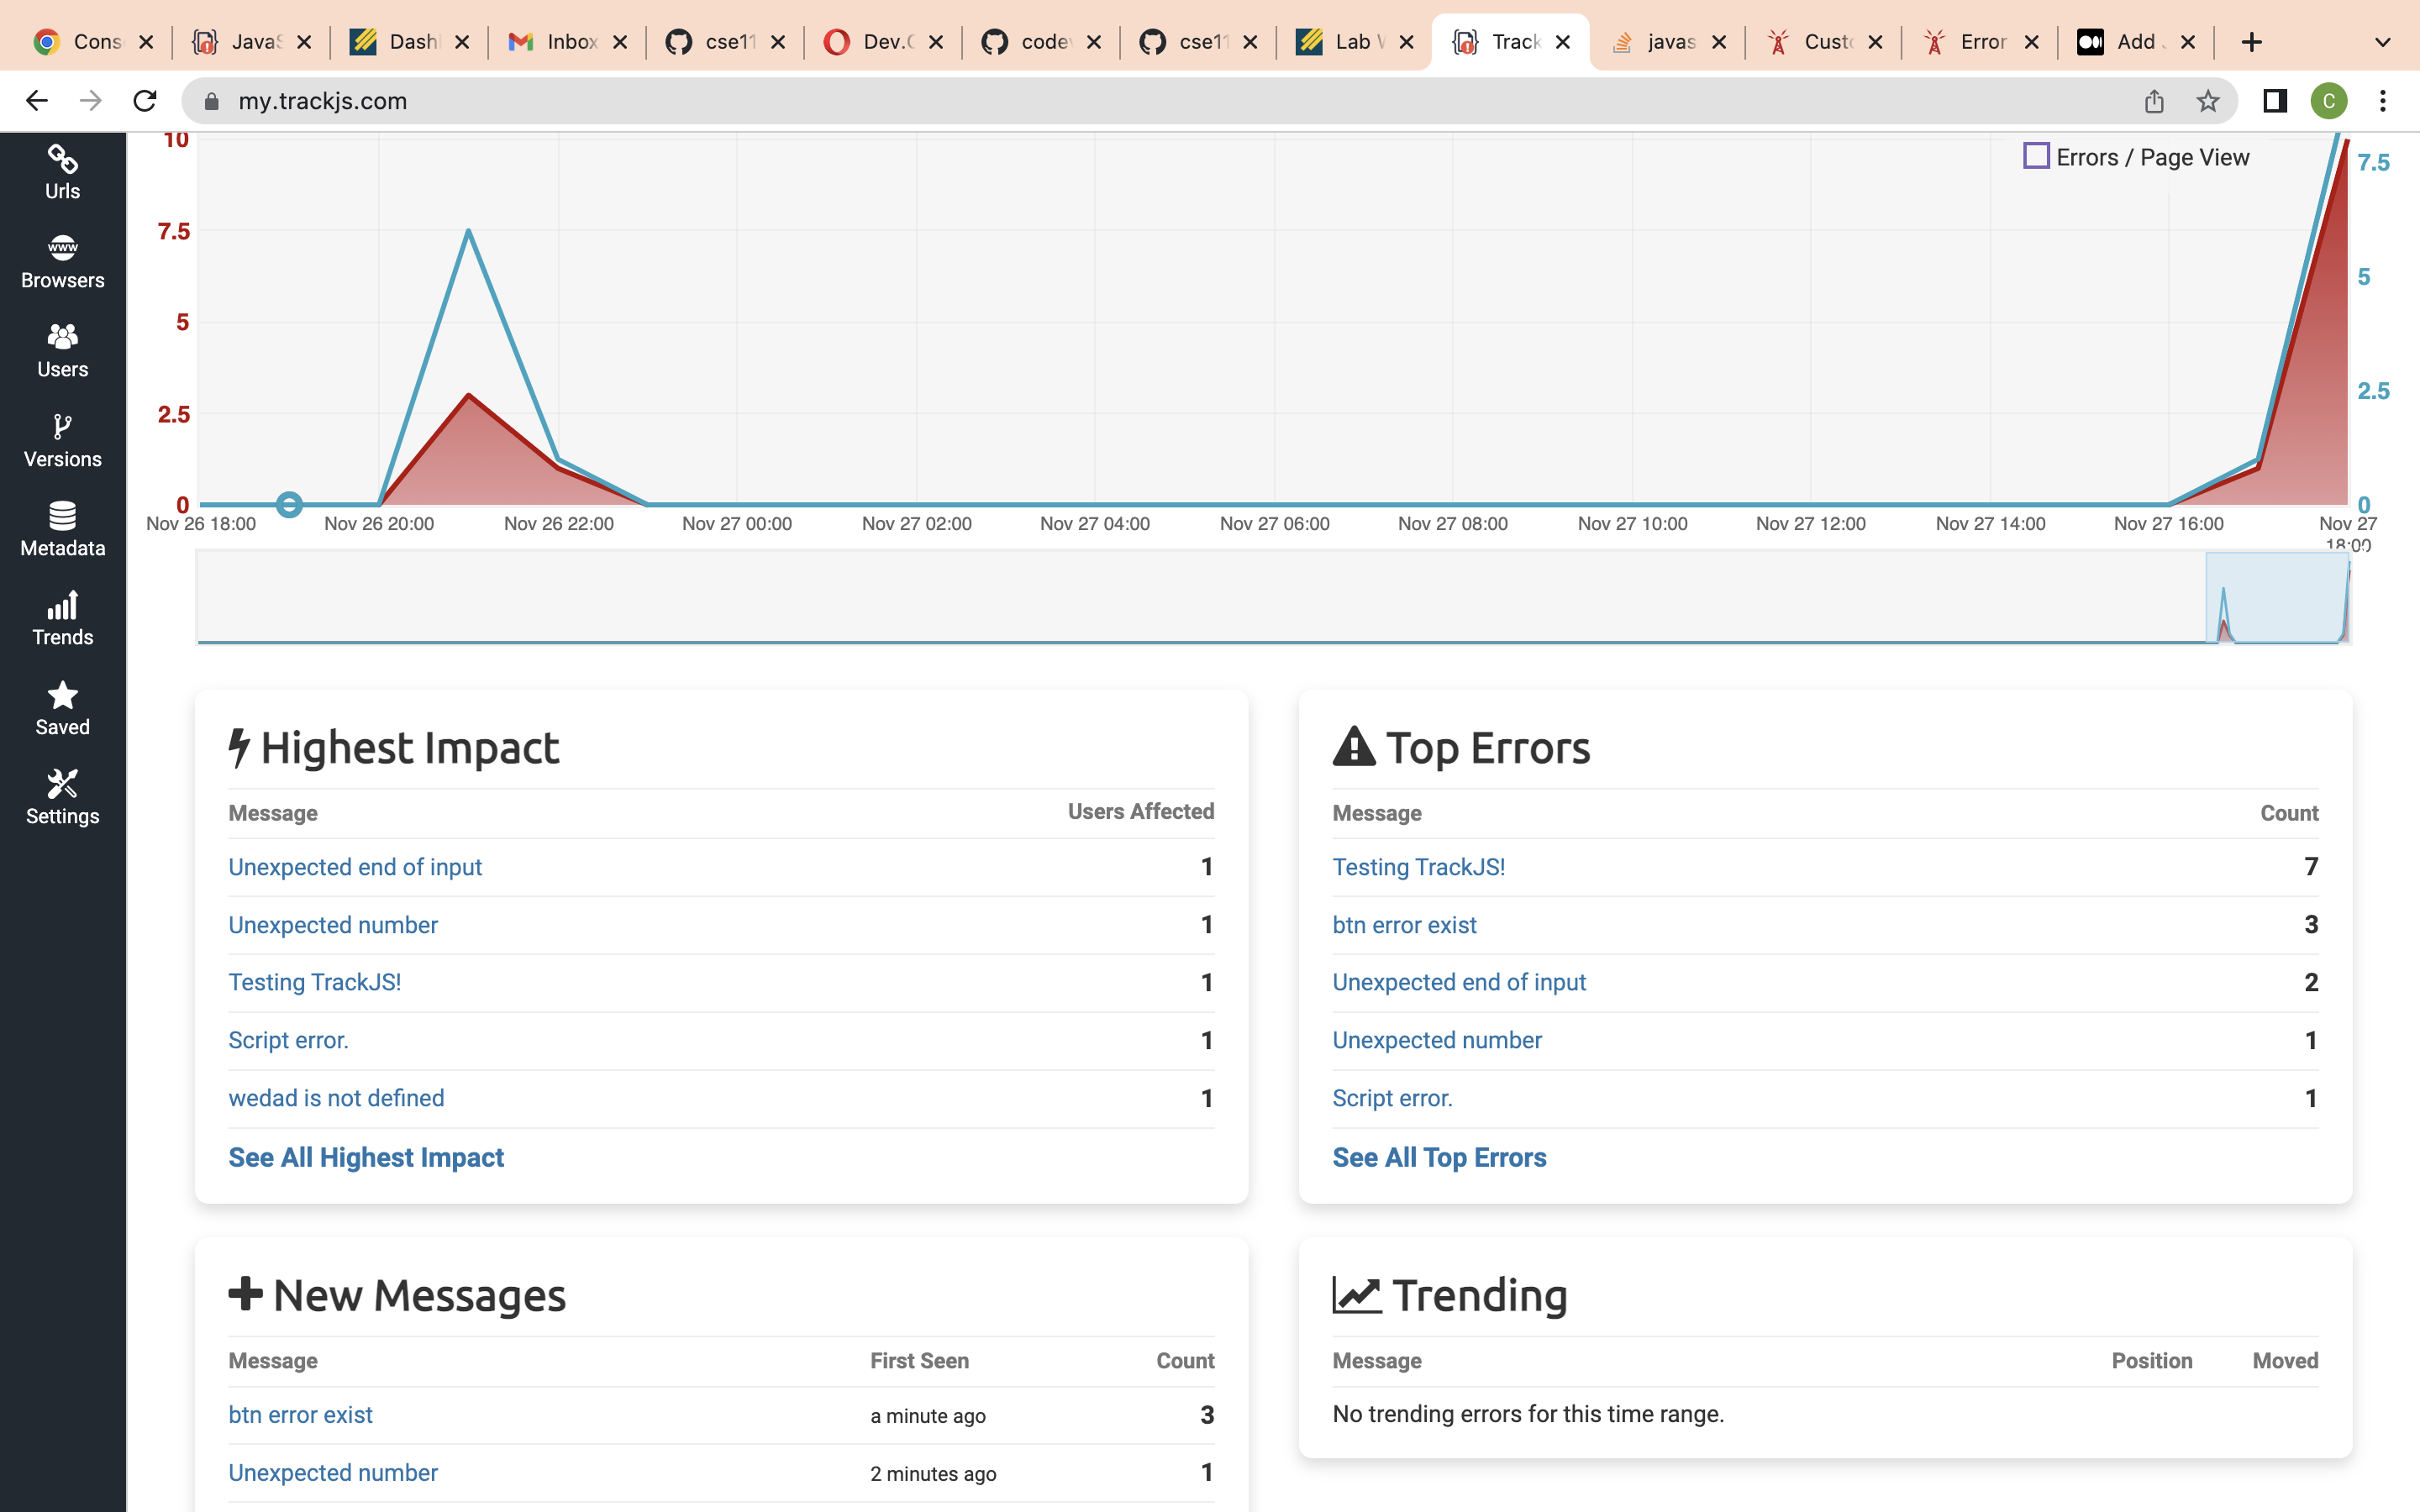 Cons
JavaS
Dash
Inbox
cse11
Dev.
code
cse11
Lab
Track
javas
Cust
Error
Add
my.trackjs.com
C
Urls
Browsers
Users
Versions
Metadata
Trends
Saved
Settings
10
7.5
5
2.5
0
Errors / Page View
7.5
5
2.5
0
Nov 26 18:00
Nov 26 20:00
Nov 26 22:00
Nov 27 00:00
Nov 27 02:00
Nov 27 04:00
Nov 27 06:00
Nov 27 08:00
Nov 27 10:00
Nov 27 12:00
Nov 27 14:00
Nov 27 16:00
Nov 27
18:00
Highest Impact
Message Users Affected
Unexpected end of input 1
Unexpected number 1
Testing TrackJS! 1
Script error. 1
wedad is not defined 1
See All Highest Impact
Top Errors
Message Count
Testing TrackJS! 7
btn error exist 3
Unexpected end of input 2
Unexpected number 1
Script error. 1
See All Top Errors
New Messages
Message First Seen Count
btn error exist a minute ago 3
Unexpected number 2 minutes ago 1
Trending
Message Position Moved
No trending errors for this time range.